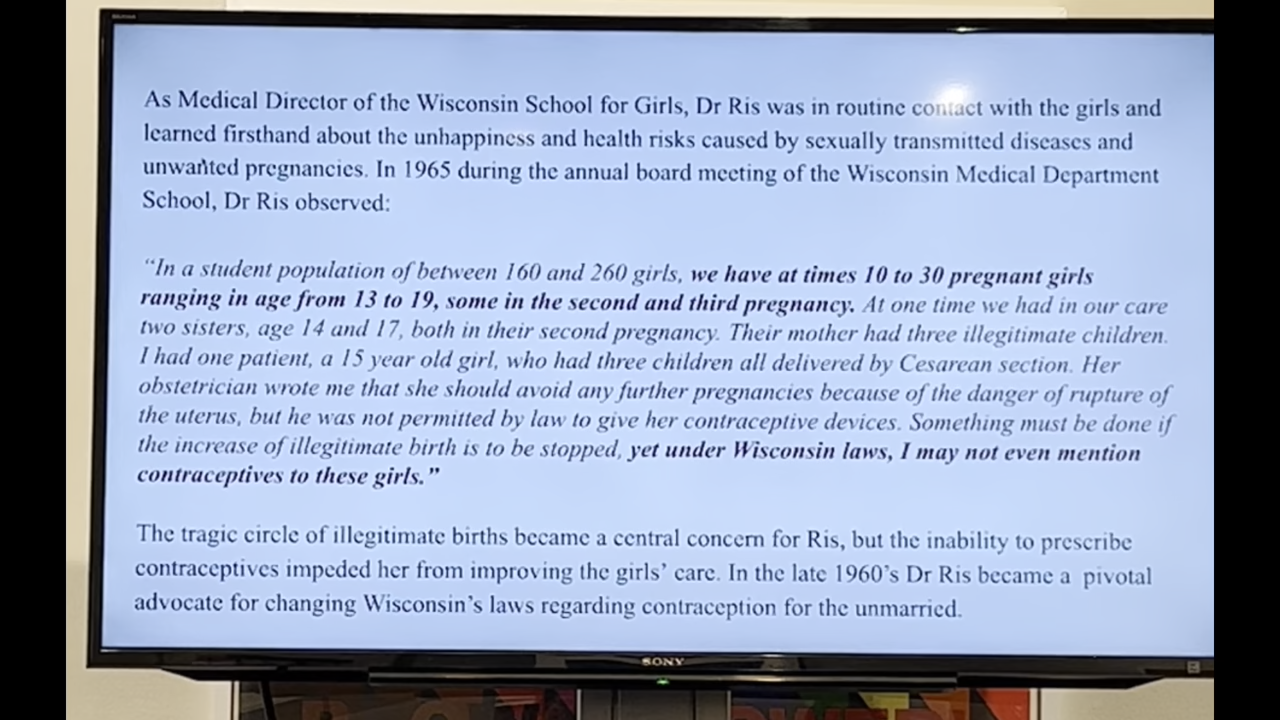 As Medical Director of the Wisconsin School for Girls, Dr Ris was in routine contact with the girls and
learned firsthand about the unhappiness and health risks caused by sexually transmitted diseases and
unwanted pregnancies. In 1965 during the annual board meeting of the Wisconsin Medical Department
School, Dr Ris observed:
“In a student population of between 160 and 260 girls, we have at times 10 to 30 pregnant girls
ranging in age from 13 to 19, some in the second and third pregnancy. At one time we had in our care
two sisters, age 14 and 17, both in their second pregnancy. Their mother had three illegitimate children.
I had one patient, a 15 year old girl, who had three children all delivered by Cesarean section. Her
obstetrician wrote me that she should avoid any further pregnancies because of the danger of rupture of
the uterus, but he was not permitted by law to give her contraceptive devices. Something must be done if
the increase of illegitimate birth is to be stopped, yet under Wisconsin laws, I may not even mention
contraceptives to these girls.”
The tragic circle of illegitimate births became a central concern for Ris, but the inability to prescribe
contraceptives impeded her from improving the girls’ care. In the late 1960’s Dr Ris became a pivotal
advocate for changing Wisconsin’s laws regarding contraception for the unmarried.
SONY